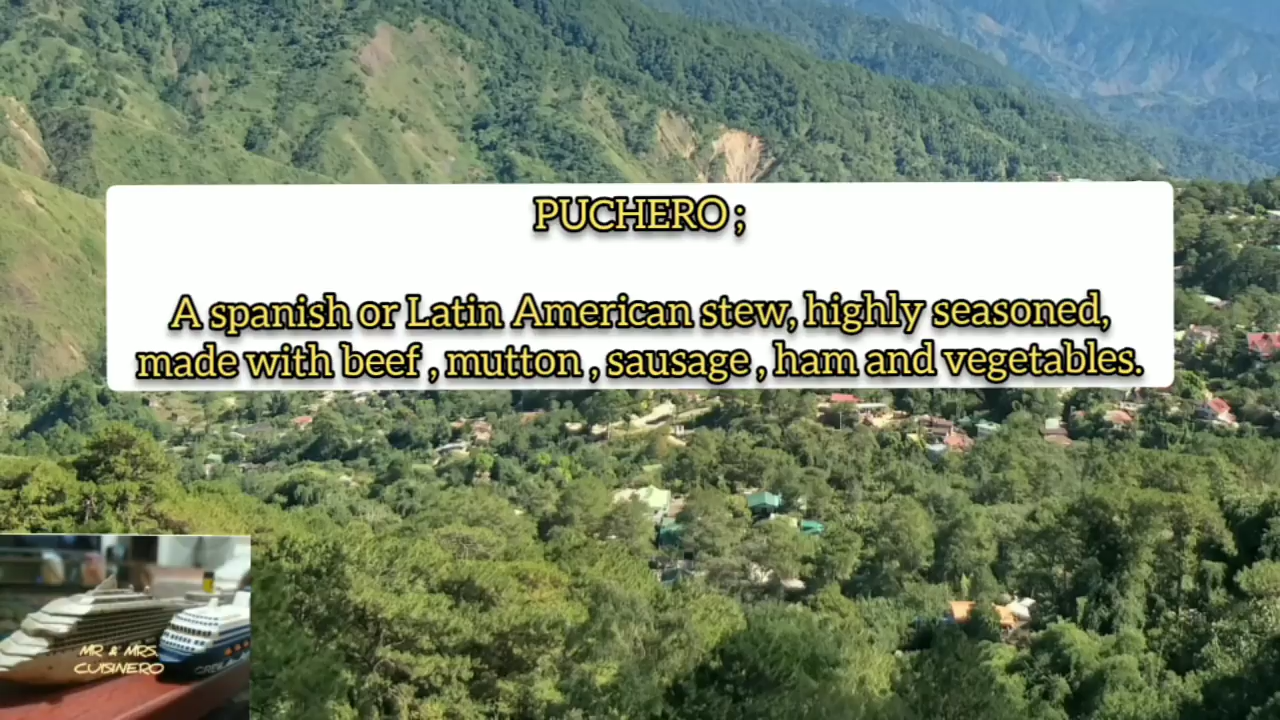 PUCHERO ;
A spanish or Latin American stew, highly seasoned,
made with beef , mutton , sausage , ham and vegetables.
MR & MRS.
CUISINERO